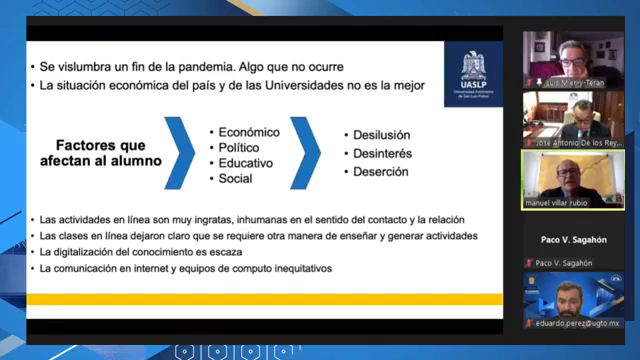 Se vislumbra un fin de la pandemia. Algo que no ocurre
La situación económica del país y de las Universidades no es la mejor
UASLP
Universidad Autónoma
de San Luis Potosí
Factores que
afectan al alumno
Económico
Político
Educativo
Social
Desilusión
Desinterés
Deserción
Las actividades en línea son muy ingratas, inhumanas en el sentido del contacto y la relación
Las clases en línea dejaron claro que se requiere otra manera de enseñar y generar actividades
La digitalización del conocimiento es escaza
La comunicación en internet y equipos de computo inequitativos
Luis Mier y Teran
Jose Antonio De los Rey...
manuel villar rubio
Paco V. Sagahón
Paco V. Sagahón
eduardo.perez@ugto.mx